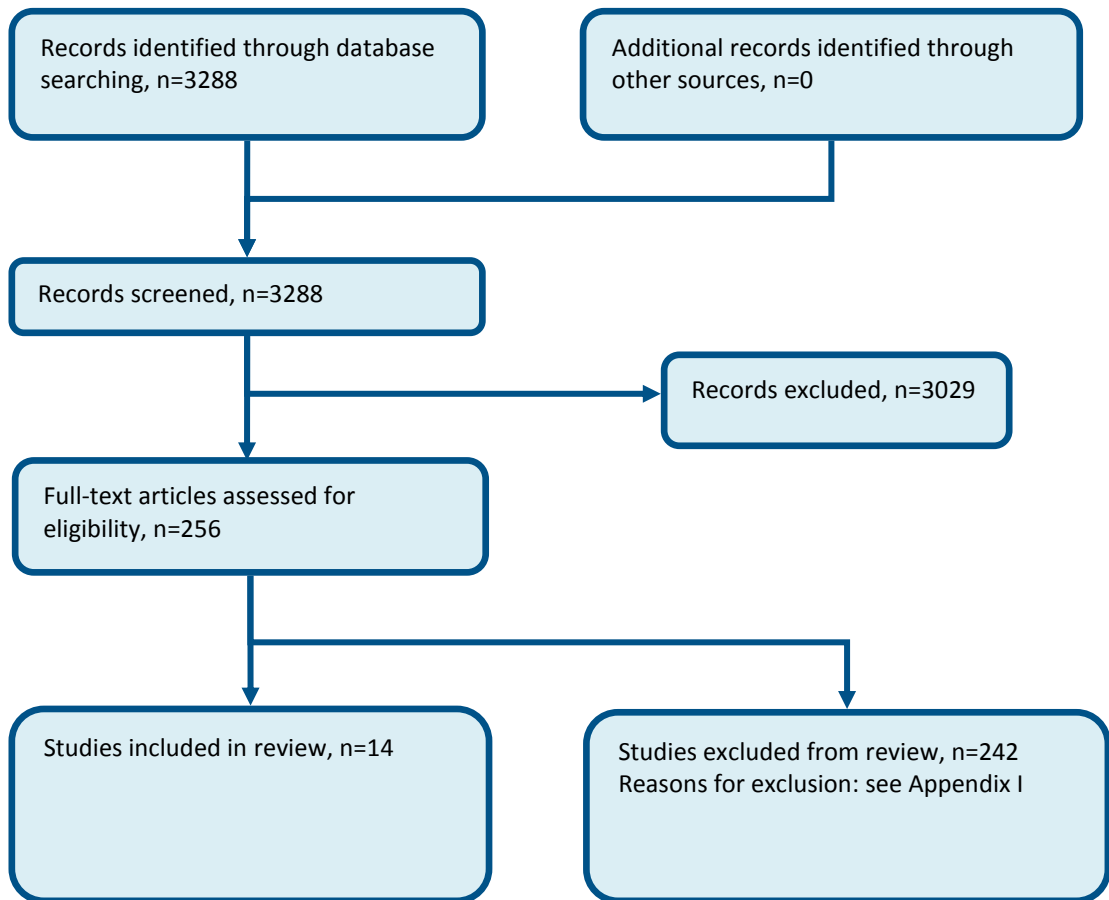 Records identified through database
searching, n=3288
Additional records identified through
other sources, n=0
Records screened, n=3288
Records excluded, n=3029
Full-text articles assessed for
eligibility, n=256
Studies included in review, n=14
Studies excluded from review, n=242
Reasons for exclusion: see Appendix I